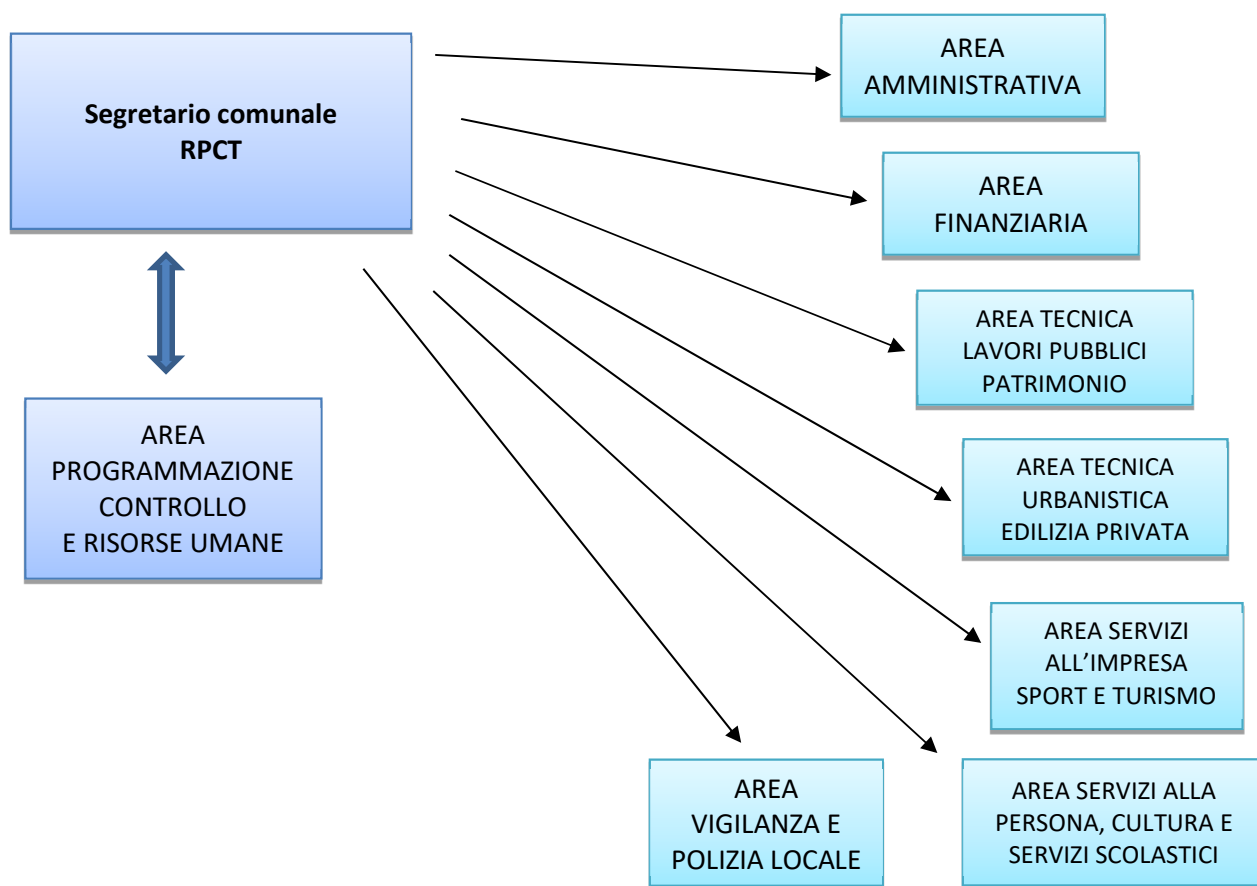 Segretario comunale
RPCT
AREA
AMMINISTRATIVA
AREA
FINANZIARIA
AREA TECNICA
LAVORI PUBBLICI
PATRIMONIO
AREA
PROGRAMMAZIONE
CONTROLLO
E RISORSE UMANE
AREA TECNICA
URBANISTICA
EDILIZIA PRIVATA
AREA SERVIZI
ALL’IMPRESA
SPORT E TURISMO
AREA
VIGILANZA E
POLIZIA LOCALE
AREA SERVIZI ALLA
PERSONA, CULTURA E
SERVIZI SCOLASTICI